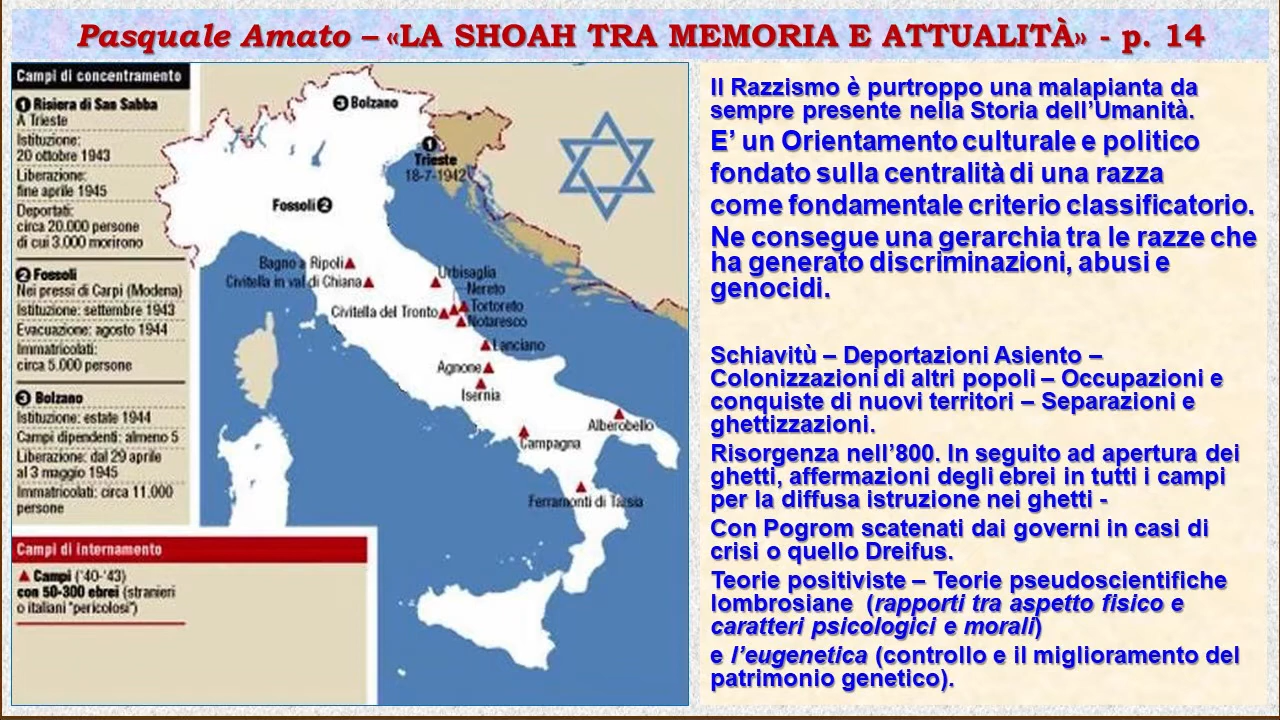 Pasquale Amato – «LA SHOAH TRA MEMORIA E ATTUALITÀ» - p. 14
Campi di concentramento
1 Risiera di San Sabba
A Trieste
Istituzione:
20 ottobre 1943
Liberazione:
fine aprile 1945
Deportati:
circa 20.000 persone
di cui 3.000 morirono
2 Fossoli
Nei pressi di Carpi (Modena)
Istituzione: settembre 1943
Evacuazione: agosto 1944
Immatricolati:
circa 5.000 persone
3 Bolzano
Istituzione: estate 1944
Campi dipendenti: almeno 5
Liberazione: dal 29 aprile
al 3 maggio 1945
Immatricolati: circa 11.000
persone
Campi di internamento
Campi ('40-'43)
con 50-300 ebrei (stranieri
o italiani "pericolosi")
3 Bolzano
1
Trieste
18-7-1942
Fossoli 2
Bagno a Ripoli
Civitella in val di Chiana
Urbisaglia
Nereto
Civitella del Tronto
Tortoreto
Notaresco
Lanciano
Agnone
Isernia
Alberobello
Campagna
Ferramonti di Tarsia
Il Razzismo è purtroppo una malapianta da
sempre presente nella Storia dell'Umanità.
E' un Orientamento culturale e politico
fondato sulla centralità di una razza
come fondamentale criterio classificatorio.
Ne consegue una gerarchia tra le razze che
ha generato discriminazioni, abusi e
genocidi.
Schiavitù – Deportazioni Asiento –
Colonizzazioni di altri popoli – Occupazioni e
conquiste di nuovi territori – Separazioni e
ghettizzazioni.
Risorgenza nell'800. In seguito ad apertura dei
ghetti, affermazioni degli ebrei in tutti i campi
per la diffusa istruzione nei ghetti -
Con Pogrom scatenati dai governi in casi di
crisi o quello Dreifus.
Teorie positiviste – Teorie pseudoscientifiche
lombrosiane (rapporti tra aspetto fisico e
caratteri psicologici e morali)
e l'eugenetica (controllo e il miglioramento del
patrimonio genetico).